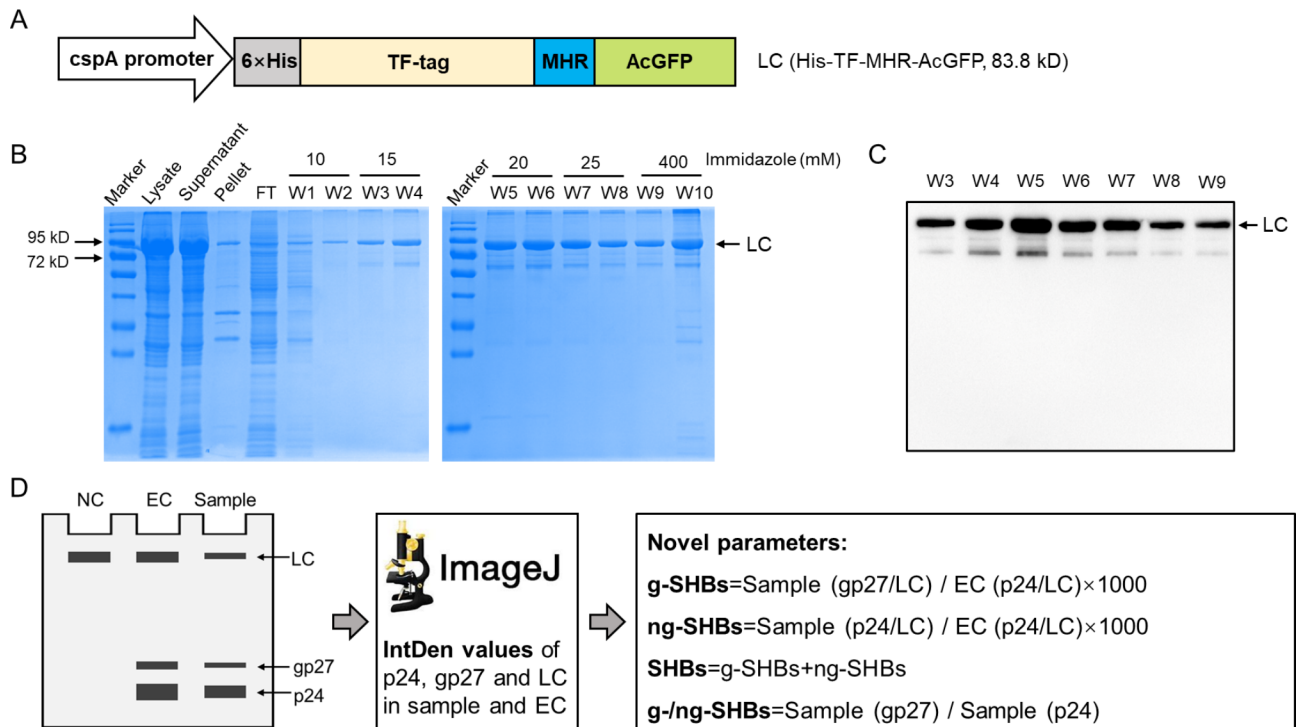 A
cspA promoter
6×His
TF-tag
MHR
AcGFP
LC (His-TF-MHR-AcGFP, 83.8 kD)
B
Marker
Lysate
Supernatant
Pellet
FT
10
15
W1 W2 W3 W4
95 kD
72 kD
Marker
20
25
400
Immidazole (mM)
W5 W6 W7 W8 W9 W10
LC
C
W3 W4 W5 W6 W7 W8 W9
LC
D
NC EC Sample
LC
gp27
p24
ImageJ
IntDen values of
p24, gp27 and LC
in sample and EC
Novel parameters:
g-SHBs=Sample (gp27/LC) / EC (p24/LC)×1000
ng-SHBs=Sample (p24/LC) / EC (p24/LC)×1000
SHBs=g-SHBs+ng-SHBs
g-/ng-SHBs=Sample (gp27) / Sample (p24)